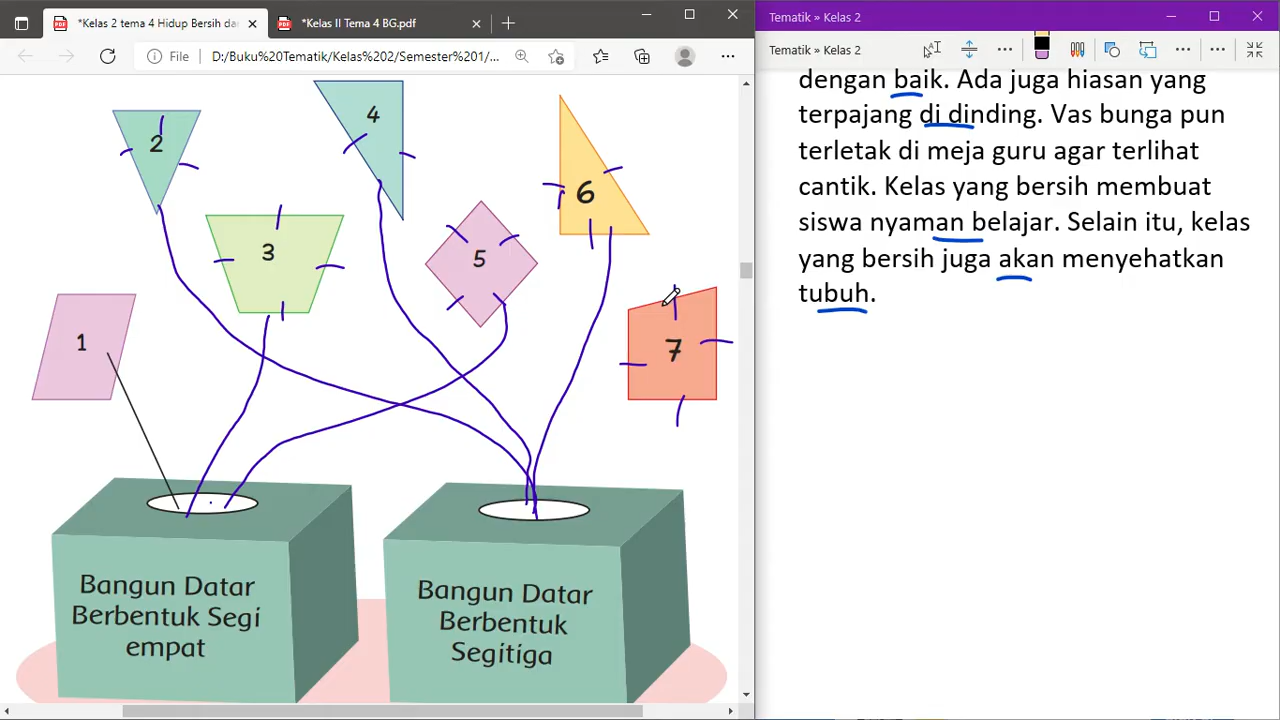 *Kelas 2 tema 4 Hidup Bersih dar
*Kelas II Tema 4 BG.pdf
File
D:/Buku%20Tematik/Kelas%202/Semester%201/...
2
4
6
3
5
1
7
Bangun Datar
Berbentuk Segi
empat
Bangun Datar
Berbentuk
Segitiga
Tematik » Kelas 2
Tematik » Kelas 2
dengan baik. Ada juga hiasan yang
terpajang di dinding. Vas bunga pun
terletak di meja guru agar terlihat
cantik. Kelas yang bersih membuat
siswa nyaman belajar. Selain itu, kelas
yang bersih juga akan menyehatkan
tubuh.